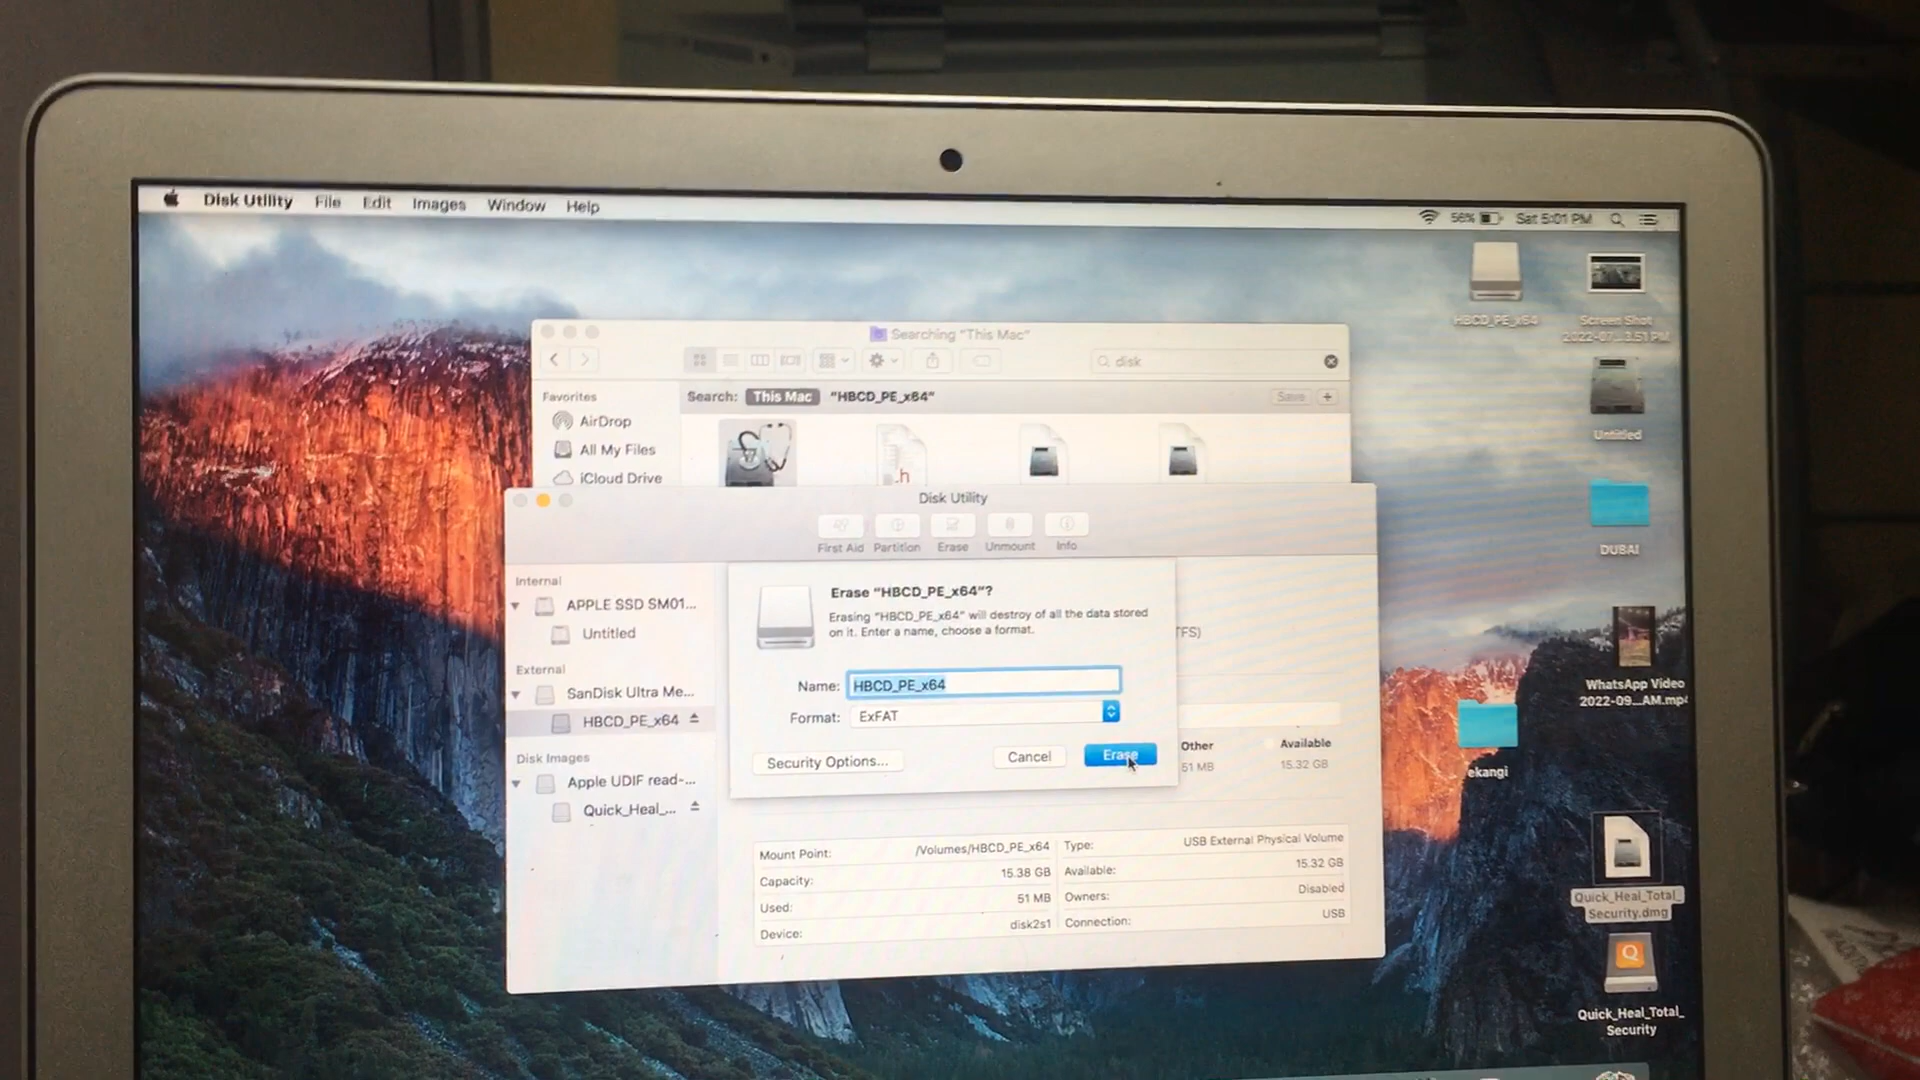 Disk Utility File Edit Images Window Help
56% Sat 5:01 PM
HBCD_PE_x64
Screen Shot
Untitled
DUBAI
WhatsApp Video
2022-09...AM.mp4
ekangi
Quick_Heal_Total_
Security.dmg
Q
Quick_Heal_Total_
Security
Searching "This Mac"
disk
Favorites
AirDrop
All My Files
iCloud Drive
Search: This Mac "HBCD_PE_x64" Save +
.h
Disk Utility
First Aid Partition Erase Unmount Info
Internal
APPLE SSD SM01...
Untitled
External
SanDisk Ultra Me...
HBCD_PE_x64
Disk Images
Apple UDIF read-...
Quick_Heal_...
Erase "HBCD_PE_x64"?
Erasing "HBCD_PE_x64" will destroy of all the data stored
on it. Enter a name, choose a format.
Name: HBCD_PE_x64
Format: ExFAT
Security Options... Cancel Erase
TFS)
Other Available
51 MB 15.32 GB
Mount Point: /Volumes/HBCD_PE_x64
Capacity: 15.38 GB
Used: 51 MB
Device: disk2s1
Type: USB External Physical Volume
Available: 15.32 GB
Owners: Disabled
Connection: USB